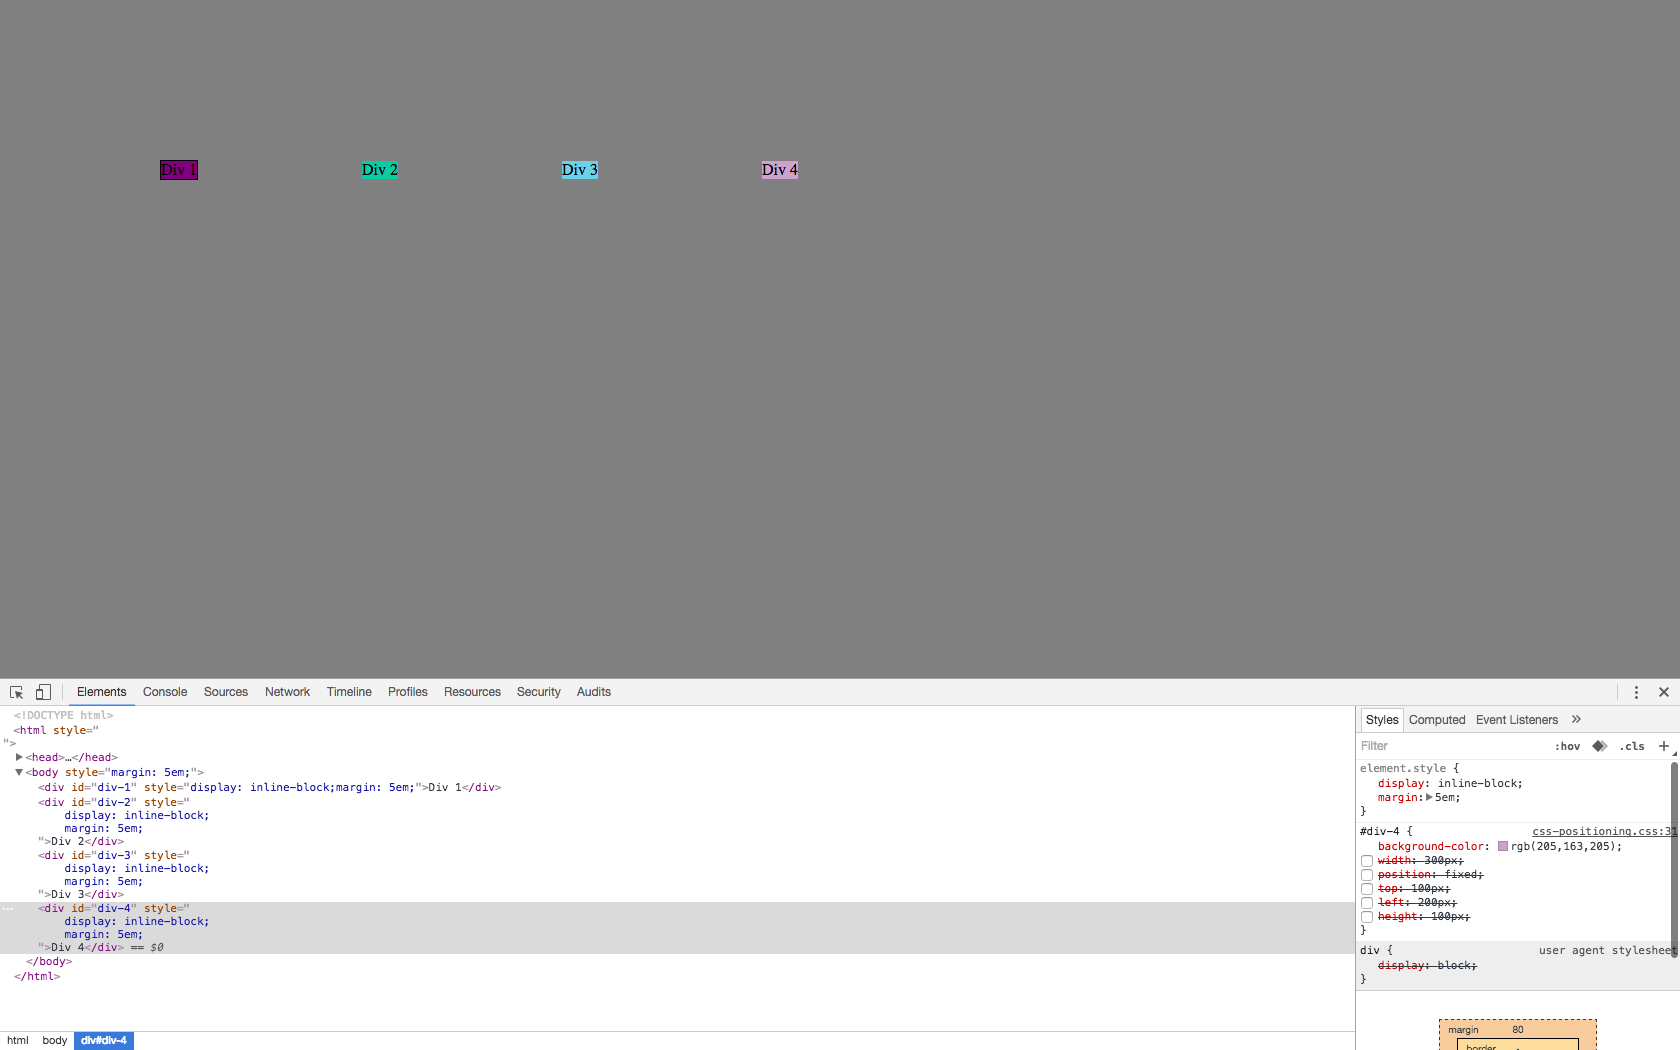 Div 1 Div 2 Div 3 Div 4
Elements Console Sources Network Timeline Profiles Resources Security Audits
<!DOCTYPE html>
<html style="
">
<head>…</head>
<body style="margin: 5em;">
<div id="div-1" style="display: inline-block;margin: 5em;">Div 1</div>
<div id="div-2" style="
display: inline-block;
margin: 5em;
">Div 2</div>
<div id="div-3" style="
display: inline-block;
margin: 5em;
">Div 3</div>
<div id="div-4" style="
display: inline-block;
margin: 5em;
">Div 4</div> == $0
</body>
</html>
html body div#div-4
Styles Computed Event Listeners »
Filter :hov .cls +
element.style {
display: inline-block;
margin: 5em;
}
#div-4 { css-positioning.css:31
background-color: rgb(205,163,205);
width: 300px;
position: fixed;
top: 100px;
left: 200px;
height: 100px;
}
div { user agent stylesheet
display: block;
}
margin 80
border -